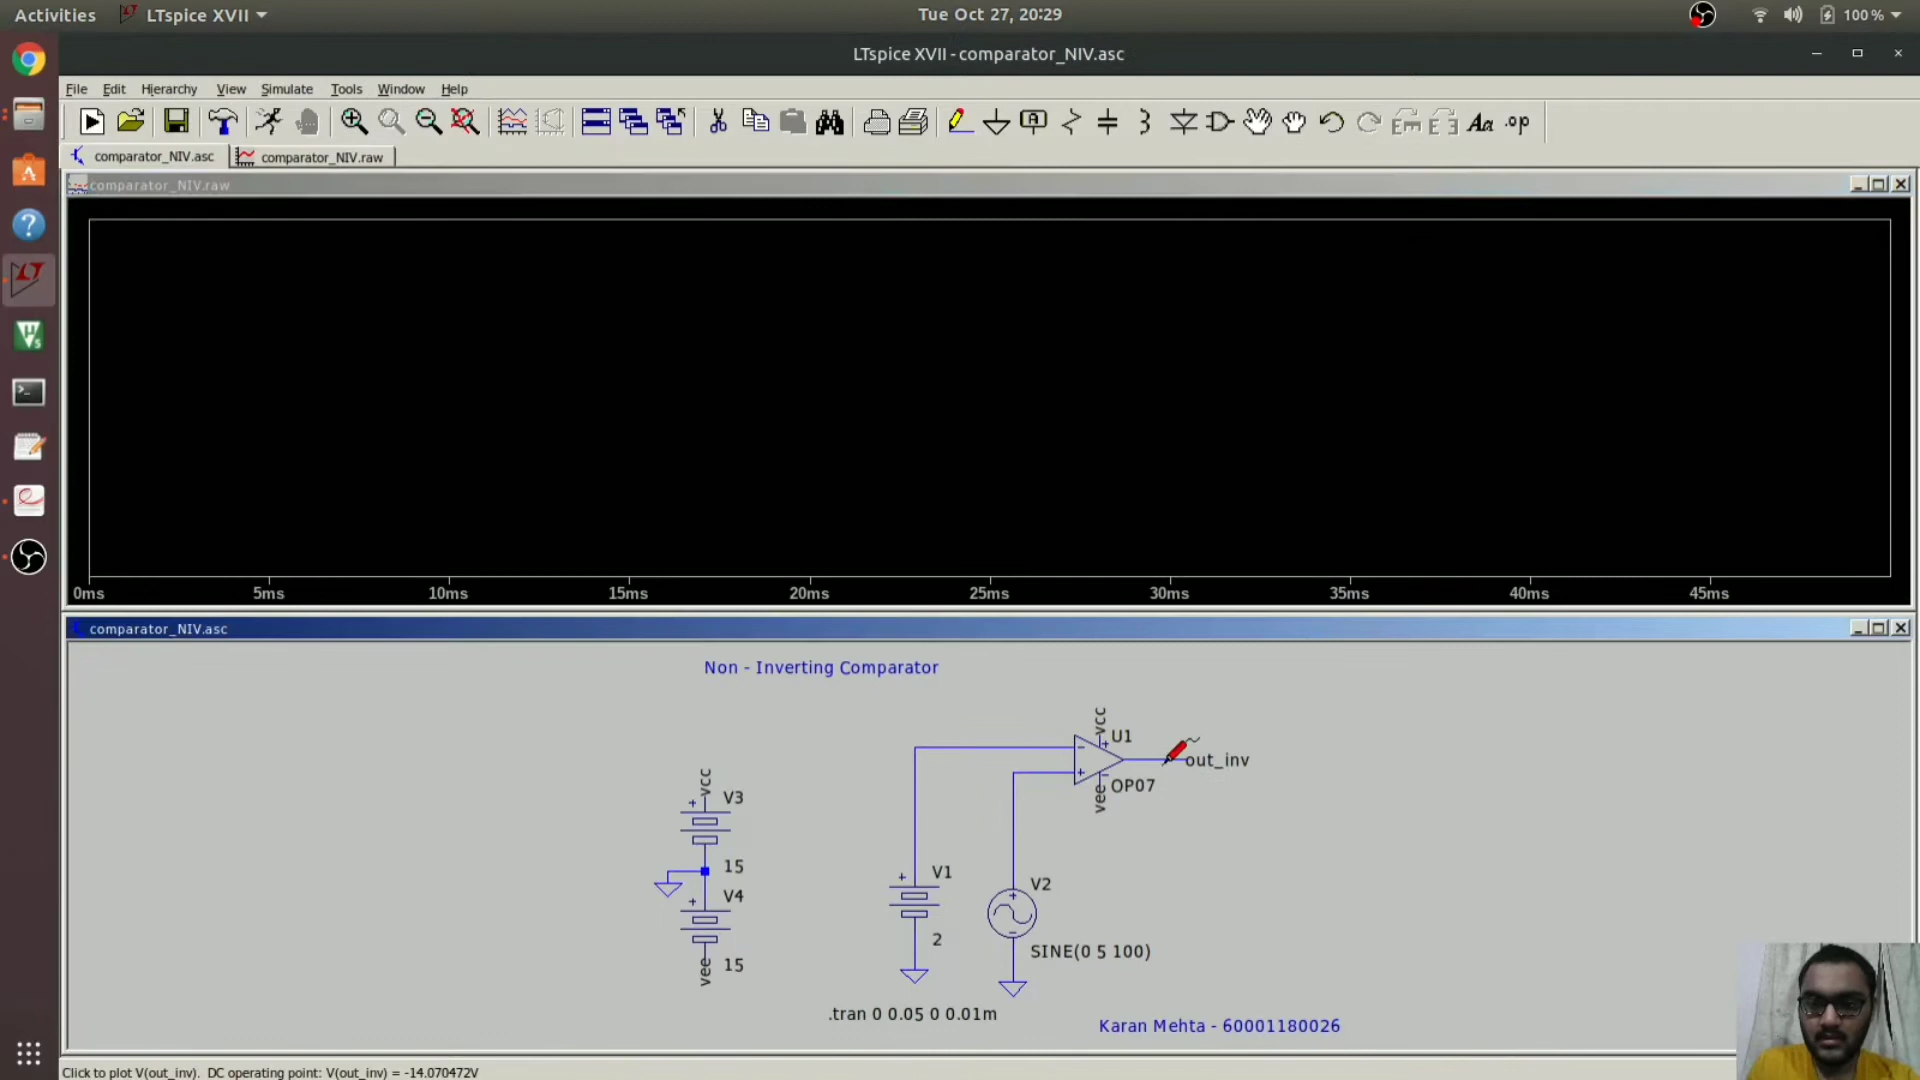 Activities LTspice XVII Tue Oct 27, 20:29 100%
LTspice XVII - comparator_NIV.asc
File Edit Hierarchy View Simulate Tools Window Help
Aa .op
comparator_NIV.asc comparator_NIV.raw
comparator_NIV.raw
0ms 5ms 10ms 15ms 20ms 25ms 30ms 35ms 40ms 45ms
comparator_NIV.asc
Non - Inverting Comparator
vcc
U1
out_inv
OP07
vee
vcc
V3
15
V4
15
vee
V1
2
V2
SINE(0 5 100)
.tran 0 0.05 0 0.01m
Karan Mehta - 60001180026
Click to plot V(out_inv). DC operating point: V(out_inv) = -14.070472V